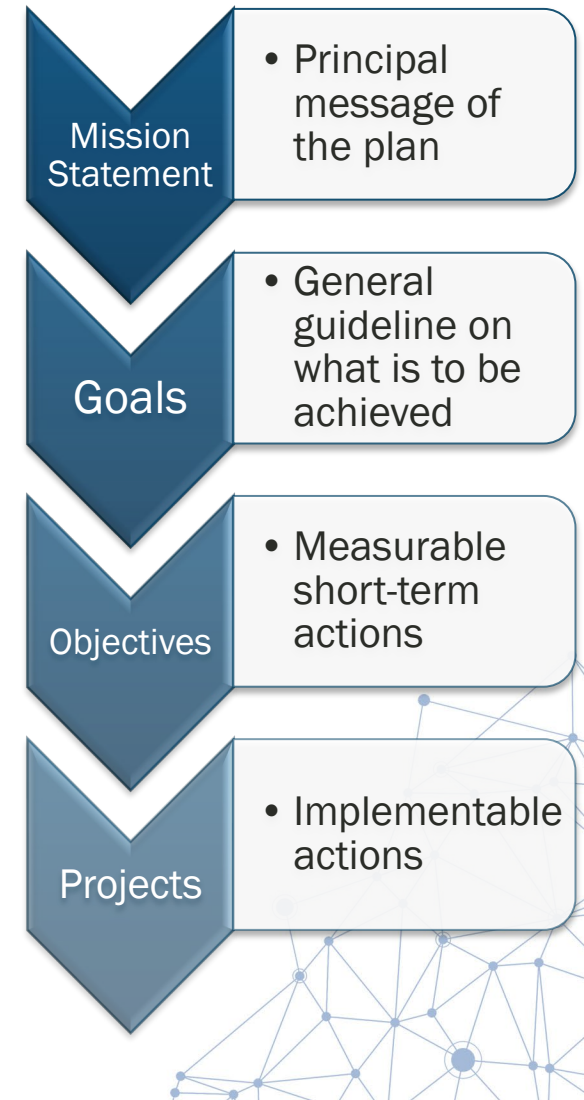 Mission
Statement
• Principal
message of
the plan
Goals
• General
guideline on
what is to be
achieved
Objectives
• Measurable
short-term
actions
Projects
• Implementable
actions